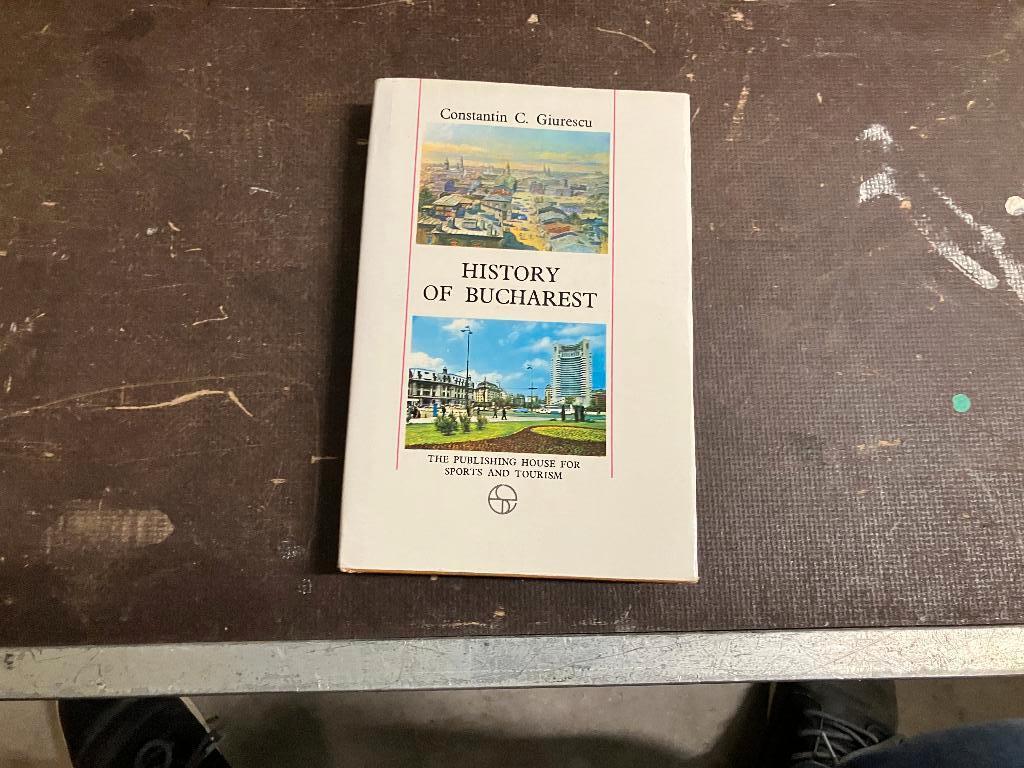 Constantin C. Giurescu
HISTORY
OF BUCHAREST
THE PUBLISHING HOUSE FOR
SPORTS AND TOURISM